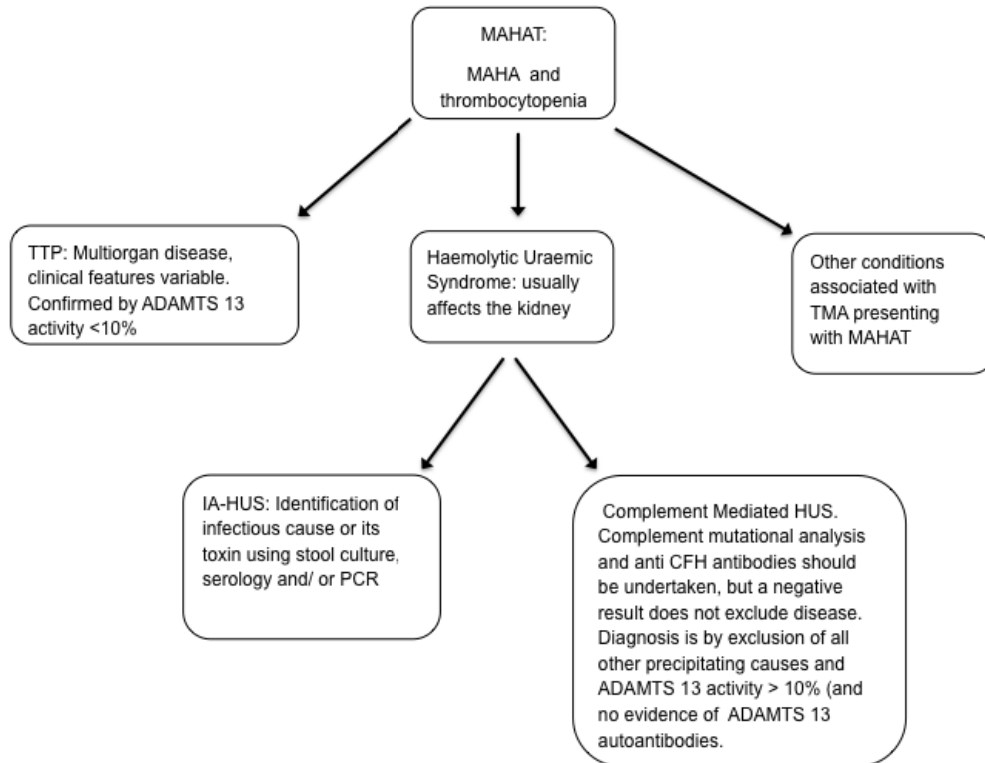 MAHAT:
MAHA and
thrombocytopenia
TTP: Multiorgan disease,
clinical features variable.
Confirmed by ADAMTS 13
activity <10%
Haemolytic Uraemic
Syndrome: usually
affects the kidney
Other conditions
associated with
TMA presenting
with MAHAT
IA-HUS: Identification of
infectious cause or its
toxin using stool culture,
serology and/ or PCR
Complement Mediated HUS.
Complement mutational analysis
and anti CFH antibodies should
be undertaken, but a negative
result does not exclude disease.
Diagnosis is by exclusion of all
other precipitating causes and
ADAMTS 13 activity > 10% (and
no evidence of ADAMTS 13
autoantibodies.